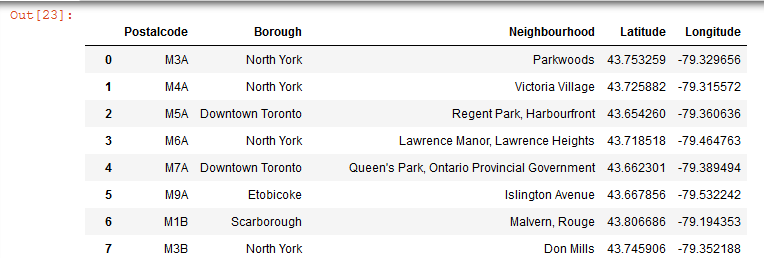 Out[23]:
Postalcode Borough Neighbourhood Latitude Longitude
0 M3A North York Parkwoods 43.753259 -79.329656
1 M4A North York Victoria Village 43.725882 -79.315572
2 M5A Downtown Toronto Regent Park, Harbourfront 43.654260 -79.360636
3 M6A North York Lawrence Manor, Lawrence Heights 43.718518 -79.464763
4 M7A Downtown Toronto Queen's Park, Ontario Provincial Government 43.662301 -79.389494
5 M9A Etobicoke Islington Avenue 43.667856 -79.532242
6 M1B Scarborough Malvern, Rouge 43.806686 -79.194353
7 M3B North York Don Mills 43.745906 -79.352188